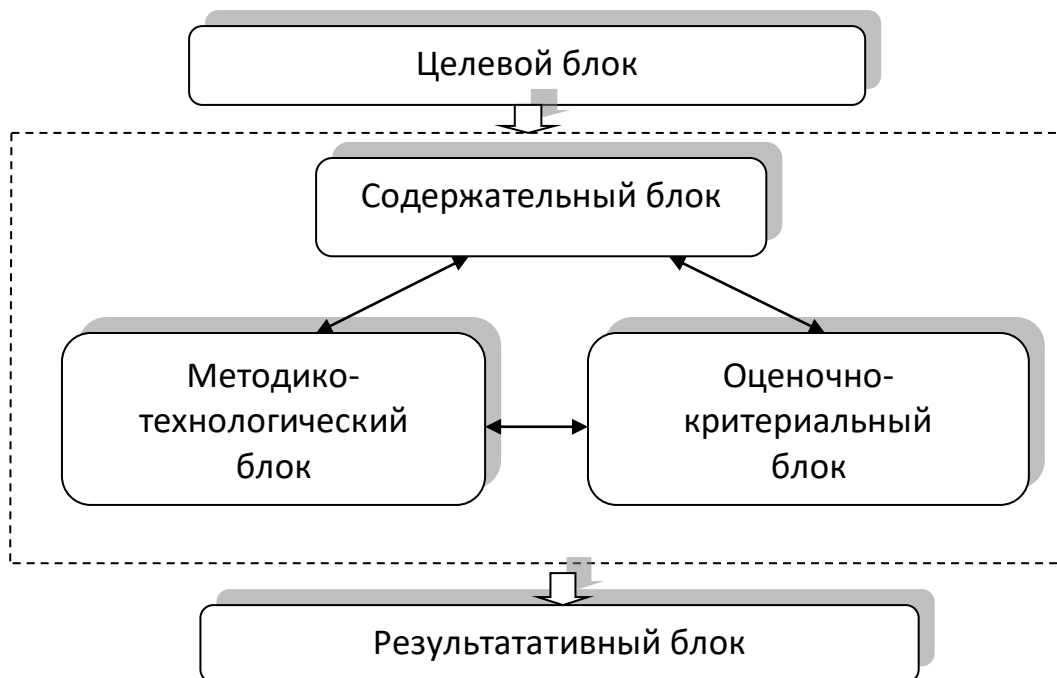 Целевой блок
Содержательный блок
Методико-
технологический
блок
Оценочно-
критериальный
блок
Результатативный блок